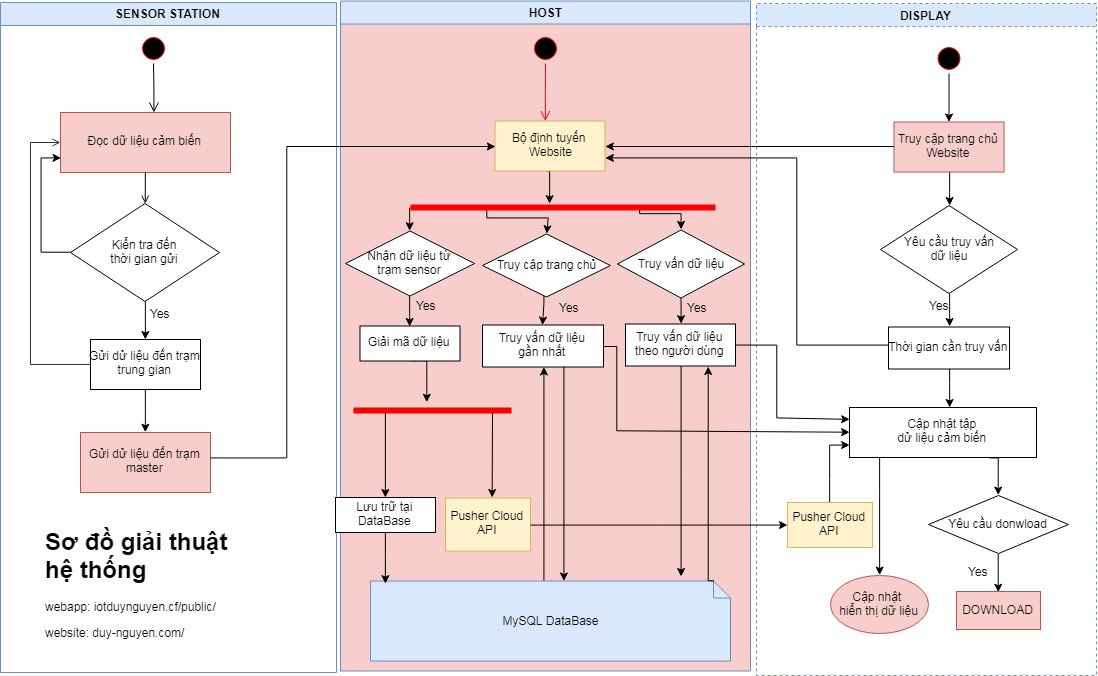 SENSOR STATION
Đọc dữ liệu cảm biến
Kiển tra đến
thời gian gửi
Yes
Gửi dử liệu đến trạm
trung gian
Gửi dử liệu đến trạm
master
Sơ đồ giải thuật
hệ thống
webapp: iotduynguyen.cf/public/
website: duy-nguyen.com/
HOST
Bộ định tuyến
Website
Nhận dữ liệu từ
trạm sensor
Truy cập trang chủ
Truy vấn dữ liệu
Yes
Yes
Yes
Giải mã dữ liệu
Truy vấn dữ liệu
gần nhất
Truy vấn dữ liệu
theo người dùng
Lưu trữ tại
DataBase
Pusher Cloud
API
MySQL DataBase
DISPLAY
Truy cập trang chủ
Website
Yêu cầu truy vấn
dữ liệu
Yes
Thời gian cần truy vấn
Cập nhật tập
dữ liệu cảm biến
Pusher Cloud
API
Yêu cầu donwload
Yes
Cập nhật
hiển thị dữ liệu
DOWNLOAD